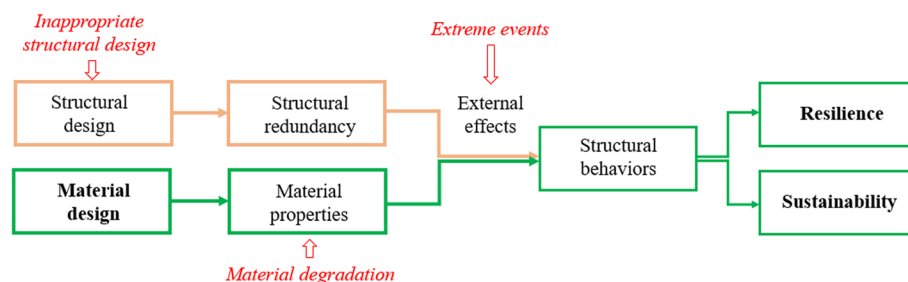 Inappropriate
structural design
Extreme events
Structural
design
Structural
redundancy
External
effects
Structural
behaviors
Resilience
Material
design
Material
properties
Sustainability
Material degradation